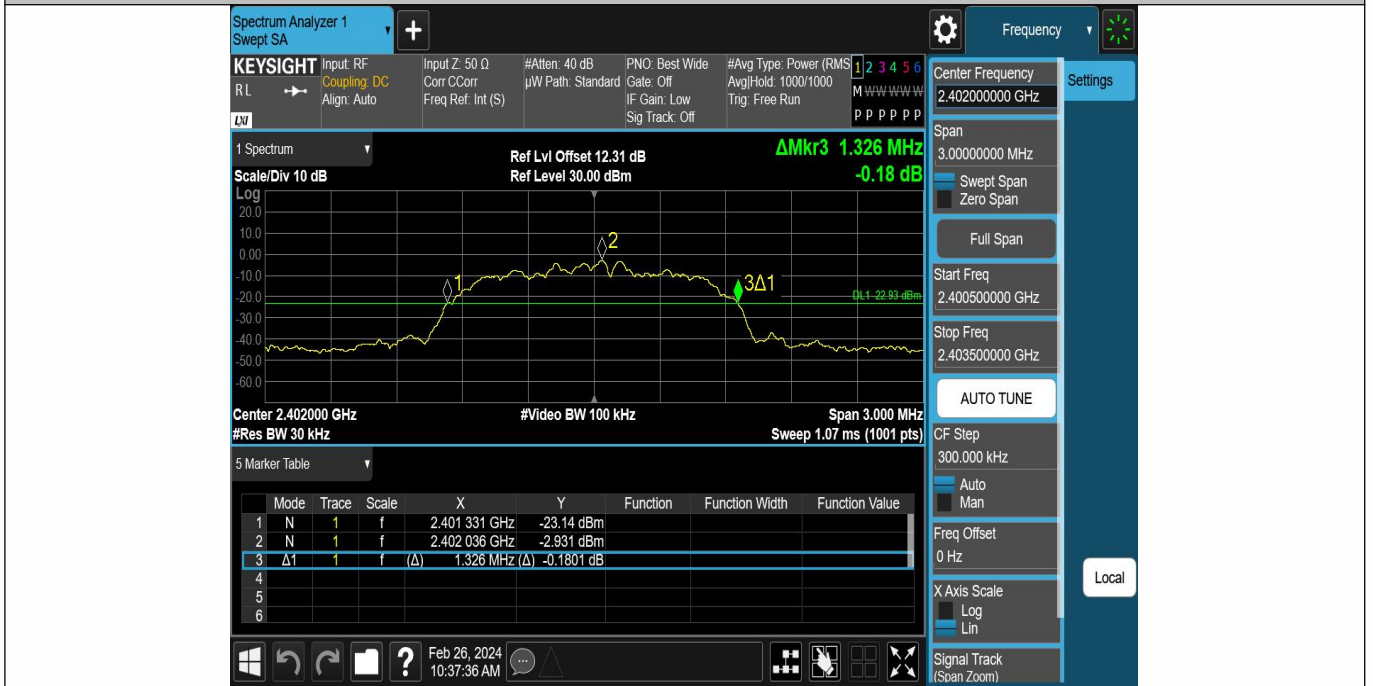 Spectrum Analyzer 1
Swept SA
+
Frequency
KEYSIGHT
RL
LXI
Input: RF
Coupling: DC
Align: Auto
Input Z: 50 Ω
Corr CCorr
Freq Ref: Int (S)
#Atten: 40 dB
µW Path: Standard
PNO: Best Wide
Gate: Off
IF Gain: Low
Sig Track: Off
#Avg Type: Power (RMS
Avg|Hold: 1000/1000
Trig: Free Run
1 2 3 4 5 6
M W W W W W
P P P P P P
Center Frequency
2.402000000 GHz
Settings
Span
3.00000000 MHz
Swept Span
Zero Span
Full Span
Start Freq
2.400500000 GHz
Stop Freq
2.403500000 GHz
AUTO TUNE
CF Step
300.000 kHz
Auto
Man
Freq Offset
0 Hz
X Axis Scale
Log
Lin
Signal Track
(Span Zoom)
Local
1 Spectrum
Scale/Div 10 dB
Ref Lvl Offset 12.31 dB
Ref Level 30.00 dBm
ΔMkr3 1.326 MHz
-0.18 dB
Log
20.0
10.0
0.00
-10.0
-20.0
-30.0
-40.0
-50.0
-60.0
1
2
3Δ1
DL1 -22.93 dBm
Center 2.402000 GHz
#Video BW 100 kHz
Span 3.000 MHz
#Res BW 30 kHz
Sweep 1.07 ms (1001 pts)
5 Marker Table
Mode Trace Scale X Y Function Function Width Function Value
1 N 1 f 2.401 331 GHz -23.14 dBm
2 N 1 f 2.402 036 GHz -2.931 dBm
3 Δ1 1 f (Δ) 1.326 MHz (Δ) -0.1801 dB
4
5
6
?
Feb 26, 2024
10:37:36 AM